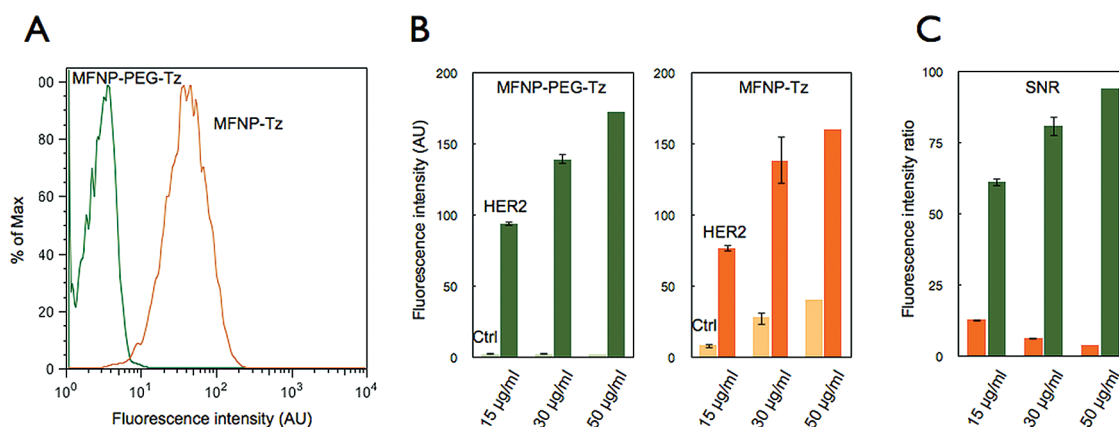 A
MFNP-PEG-Tz
MFNP-Tz
% of Max
00
80
60
40
20
0
10^0
10^1
10^2
10^3
10^4
Fluorescence intensity (AU)
B
MFNP-PEG-Tz
Fluorescence intensity (AU)
200
150
100
50
0
HER2
Ctrl
15 µg/ml
30 µg/ml
50 µg/ml
MFNP-Tz
200
150
100
50
0
HER2
Ctrl
15 µg/ml
30 µg/ml
50 µg/ml
C
SNR
Fluorescence intensity ratio
100
75
50
25
0
15 µg/ml
30 µg/ml
50 µg/ml